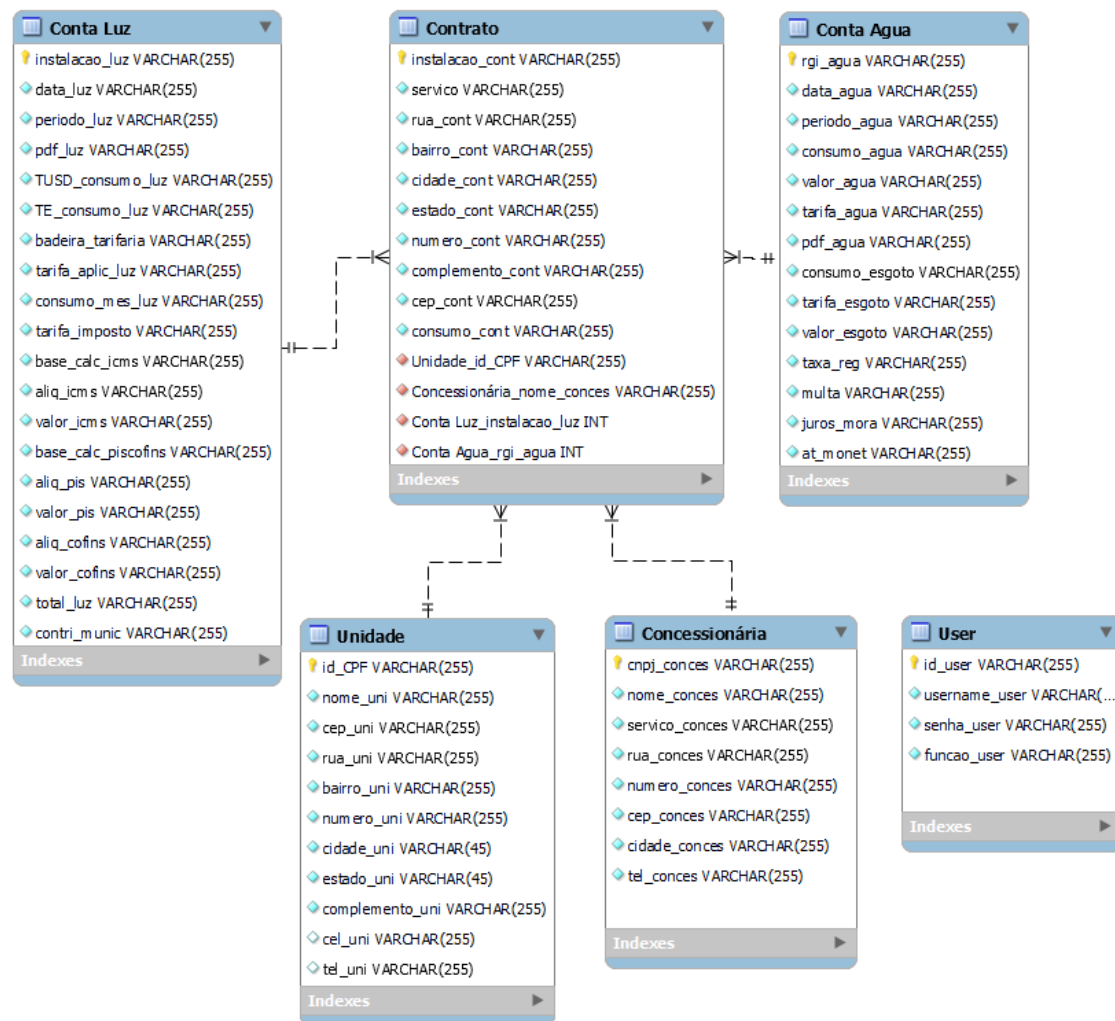 Conta Luz
instalacao_luz VARCHAR(255)
data_luz VARCHAR(255)
periodo_luz VARCHAR(255)
pdf_luz VARCHAR(255)
TUSD_consumo_luz VARCHAR(255)
TE_consumo_luz VARCHAR(255)
badeira_tarifaria VARCHAR(255)
tarifa_aplic_luz VARCHAR(255)
consumo_mes_luz VARCHAR(255)
tarifa_imposto VARCHAR(255)
base_calc_icms VARCHAR(255)
aliq_icms VARCHAR(255)
valor_icms VARCHAR(255)
base_calc_piscofins VARCHAR(255)
aliq_pis VARCHAR(255)
valor_pis VARCHAR(255)
aliq_cofins VARCHAR(255)
valor_cofins VARCHAR(255)
total_luz VARCHAR(255)
contri_munic VARCHAR(255)
Indexes
Contrato
instalacao_cont VARCHAR(255)
servico VARCHAR(255)
rua_cont VARCHAR(255)
bairro_cont VARCHAR(255)
cidade_cont VARCHAR(255)
estado_cont VARCHAR(255)
numero_cont VARCHAR(255)
complemento_cont VARCHAR(255)
cep_cont VARCHAR(255)
consumo_cont VARCHAR(255)
Unidade_id_CPF VARCHAR(255)
Concessionária_nome_conces VARCHAR(255)
Conta Luz_instalacao_luz INT
Conta Agua_rgi_agua INT
Indexes
Conta Agua
rgi_agua VARCHAR(255)
data_agua VARCHAR(255)
periodo_agua VARCHAR(255)
consumo_agua VARCHAR(255)
valor_agua VARCHAR(255)
tarifa_agua VARCHAR(255)
pdf_agua VARCHAR(255)
consumo_esgoto VARCHAR(255)
tarifa_esgoto VARCHAR(255)
valor_esgoto VARCHAR(255)
taxa_reg VARCHAR(255)
multa VARCHAR(255)
juros_mora VARCHAR(255)
at_monet VARCHAR(255)
Indexes
Unidade
id_CPF VARCHAR(255)
nome_uni VARCHAR(255)
cep_uni VARCHAR(255)
rua_uni VARCHAR(255)
bairro_uni VARCHAR(255)
numero_uni VARCHAR(255)
cidade_uni VARCHAR(45)
estado_uni VARCHAR(45)
complemento_uni VARCHAR(255)
cel_uni VARCHAR(255)
tel_uni VARCHAR(255)
Indexes
Concessionária
cnpj_conces VARCHAR(255)
nome_conces VARCHAR(255)
servico_conces VARCHAR(255)
rua_conces VARCHAR(255)
numero_conces VARCHAR(255)
cep_conces VARCHAR(255)
cidade_conces VARCHAR(255)
tel_conces VARCHAR(255)
Indexes
User
id_user VARCHAR(255)
username_user VARCHAR(...
senha_user VARCHAR(255)
funcao_user VARCHAR(255)
Indexes